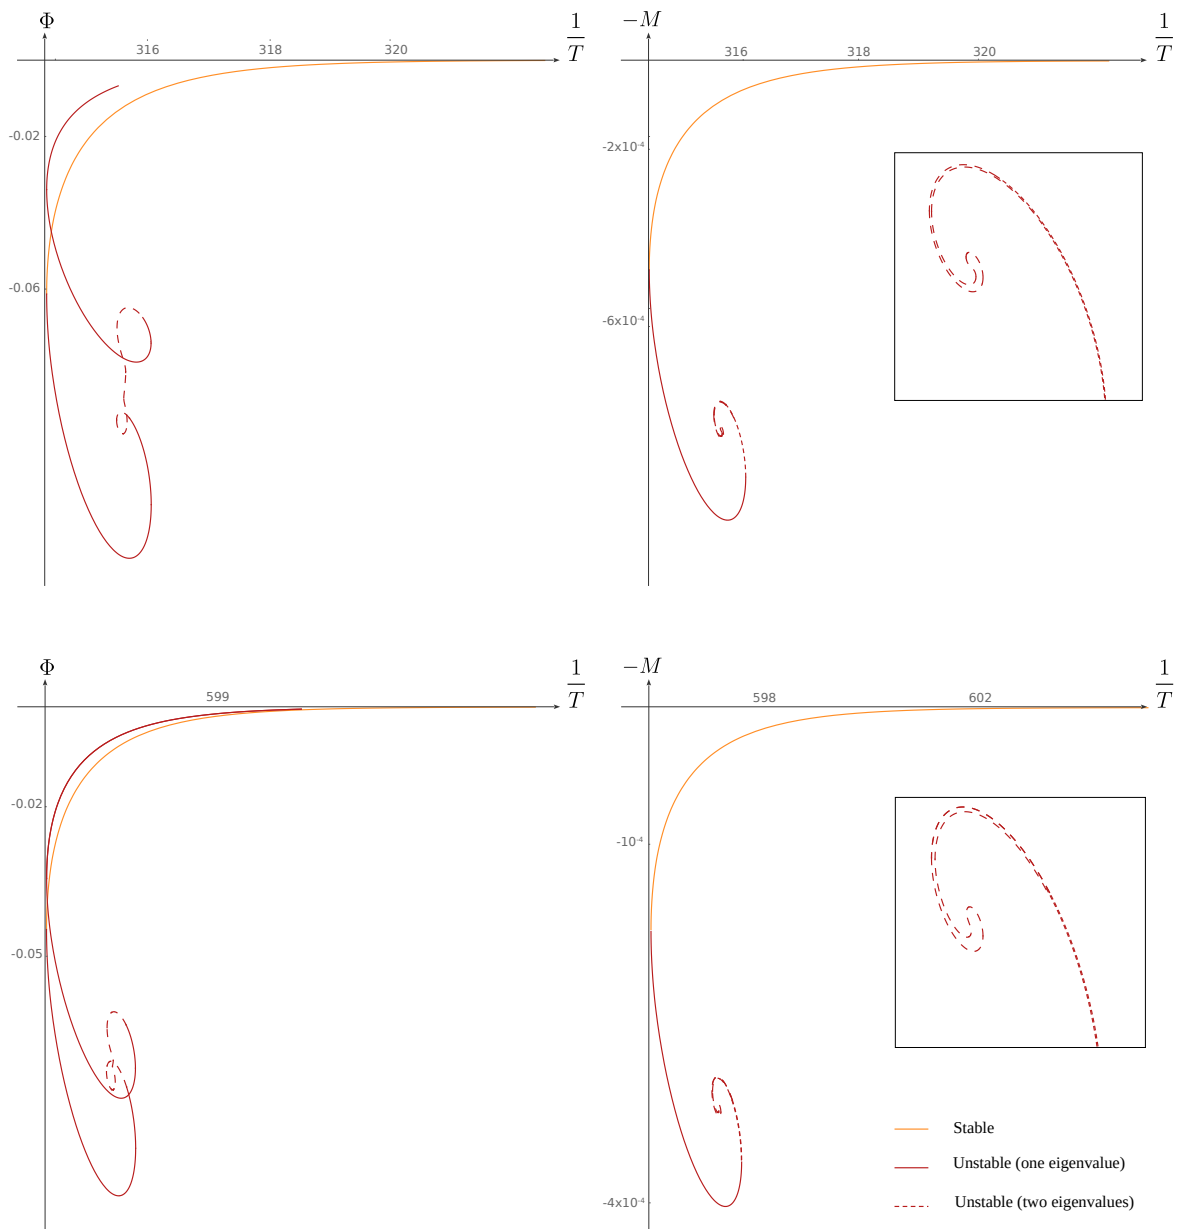 Φ
1
T
316
318
320
-0.02
-0.06
−M
1
T
316
318
320
-2x10⁻⁴
-6x10⁻⁴
Φ
1
T
599
-0.02
-0.05
−M
1
T
598
602
-10⁻⁴
-4x10⁻⁴
Stable
Unstable (one eigenvalue)
Unstable (two eigenvalues)